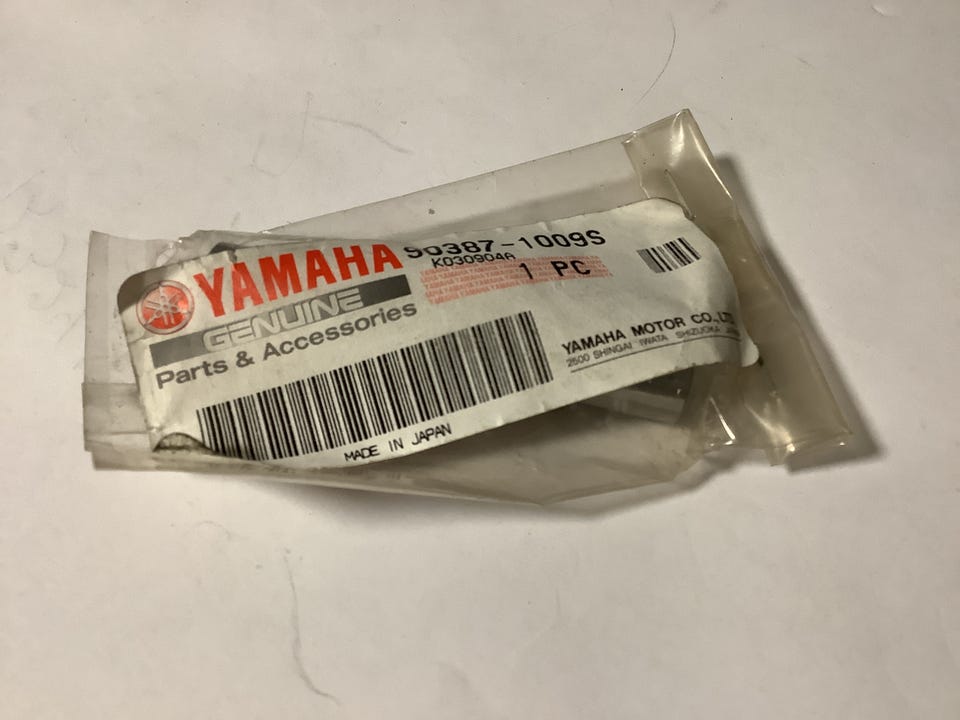 YAMAHA 90387-1009S
K030904A
GENUINE 1 PC
Parts & Accessories
YAMAHA MOTOR CO., LTD
2500 SHINGAI IWATA SHIZUOKA
MADE IN JAPAN